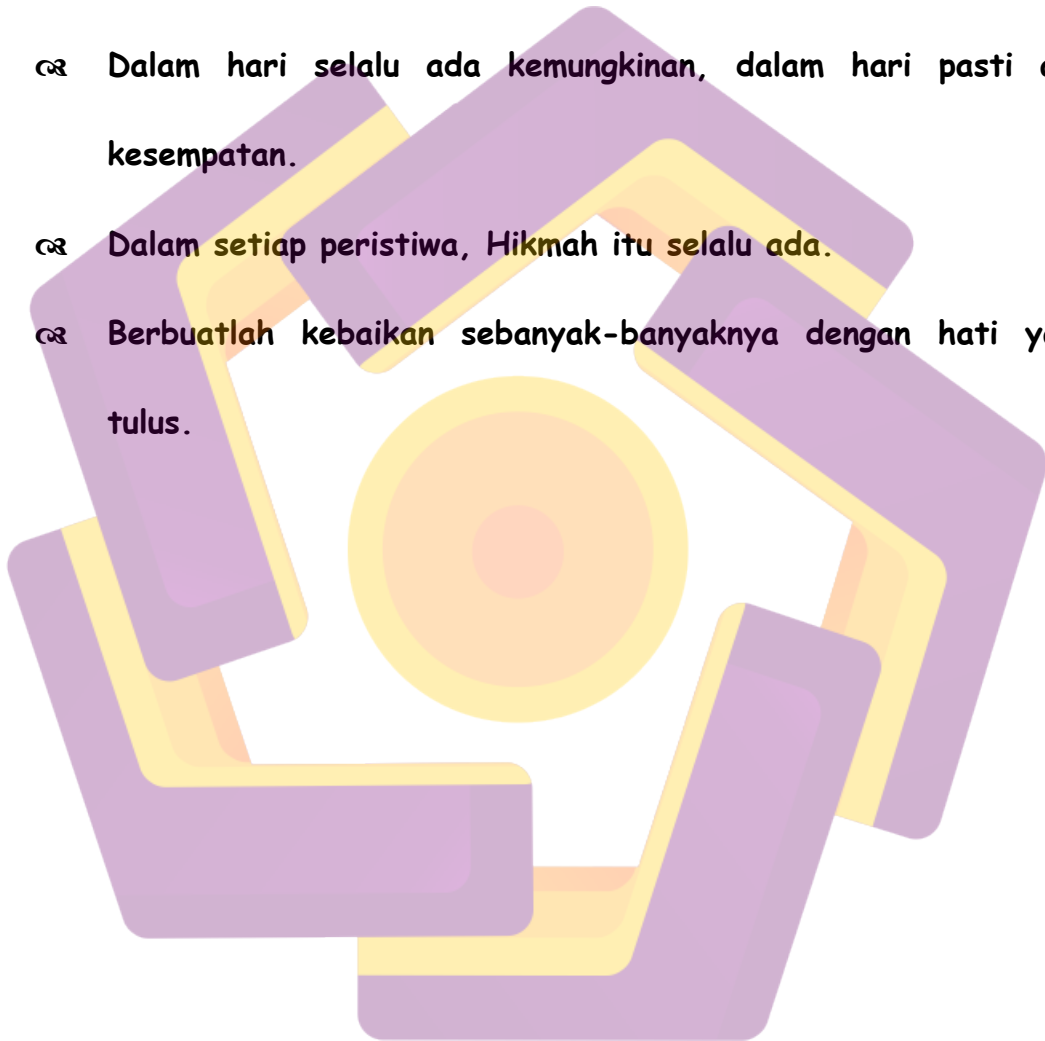 Dalam hari selalu ada kemungkinan, dalam hari pasti
kesempatan.
Dalam setiap peristiwa, Hikmah itu selalu ada.
Berbuatlah kebaikan sebanyak-banyaknya dengan hati
tulus.